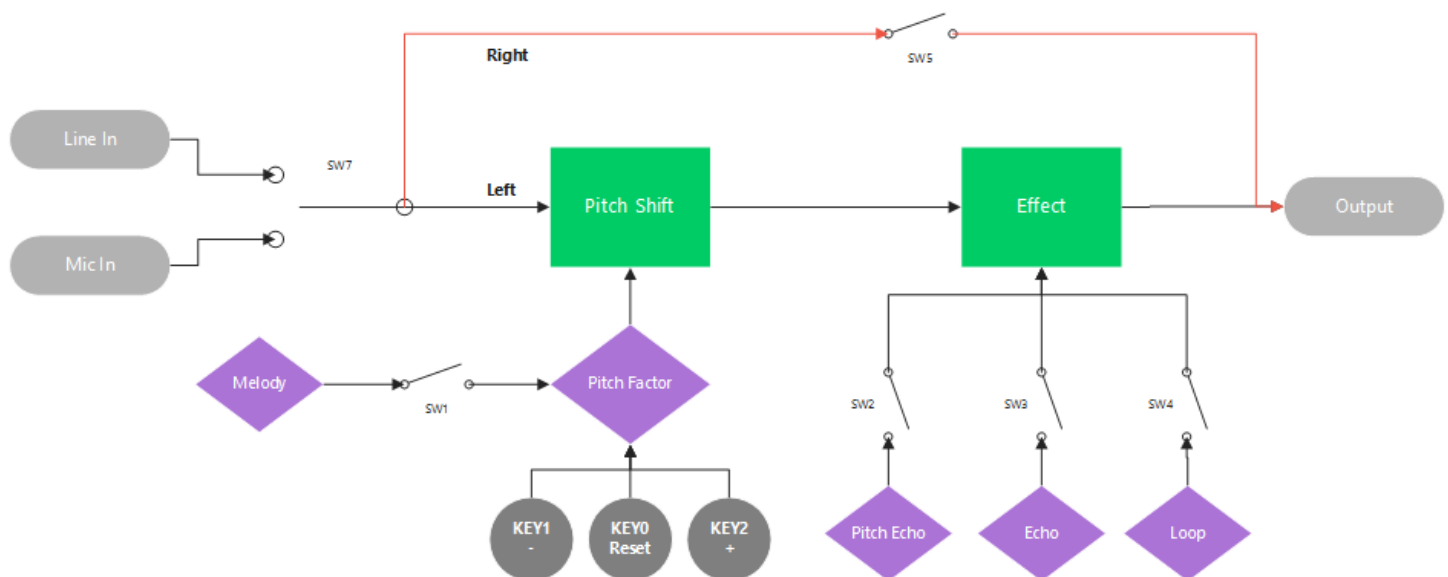 Right
SW5
Line In
SW7
Left
Pitch Shift
Effect
Output
Mic In
Melody
SW1
Pitch Factor
SW2
SW3
SW4
KEY1
-
KEY0
Reset
KEY2
+
Pitch Echo
Echo
Loop